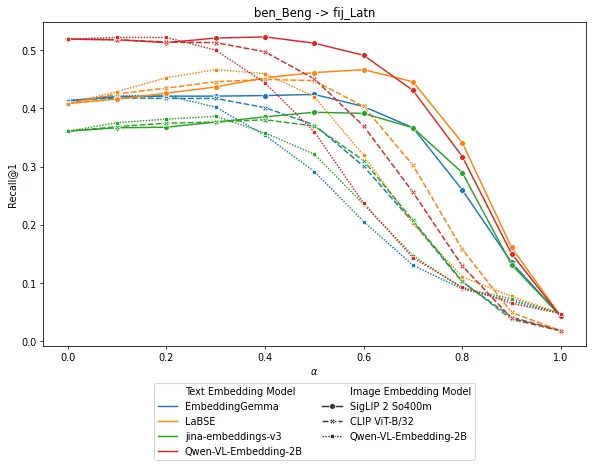 ben_Beng -> fij_Latn
Recall@1
0.5
0.4
0.3
0.2
0.1
0.0
0.0 0.2 0.4 0.6 0.8 1.0
α
Text Embedding Model Image Embedding Model
EmbeddingGemma SigLIP 2 So400m
LaBSE CLIP ViT-B/32
jina-embeddings-v3 Qwen-VL-Embedding-2B
Qwen-VL-Embedding-2B